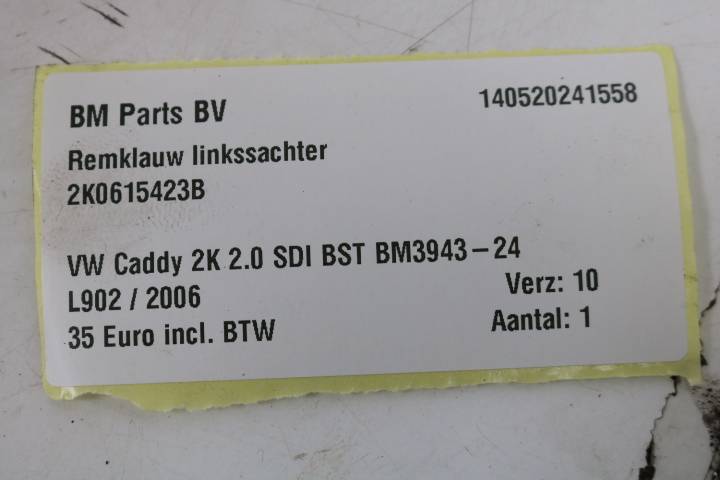 BM Parts BV 140520241558
Remklauw linkssachter
2K0615423B
VW Caddy 2K 2.0 SDI BST BM3943-24
L902 / 2006 Verz: 10
35 Euro incl. BTW Aantal: 1